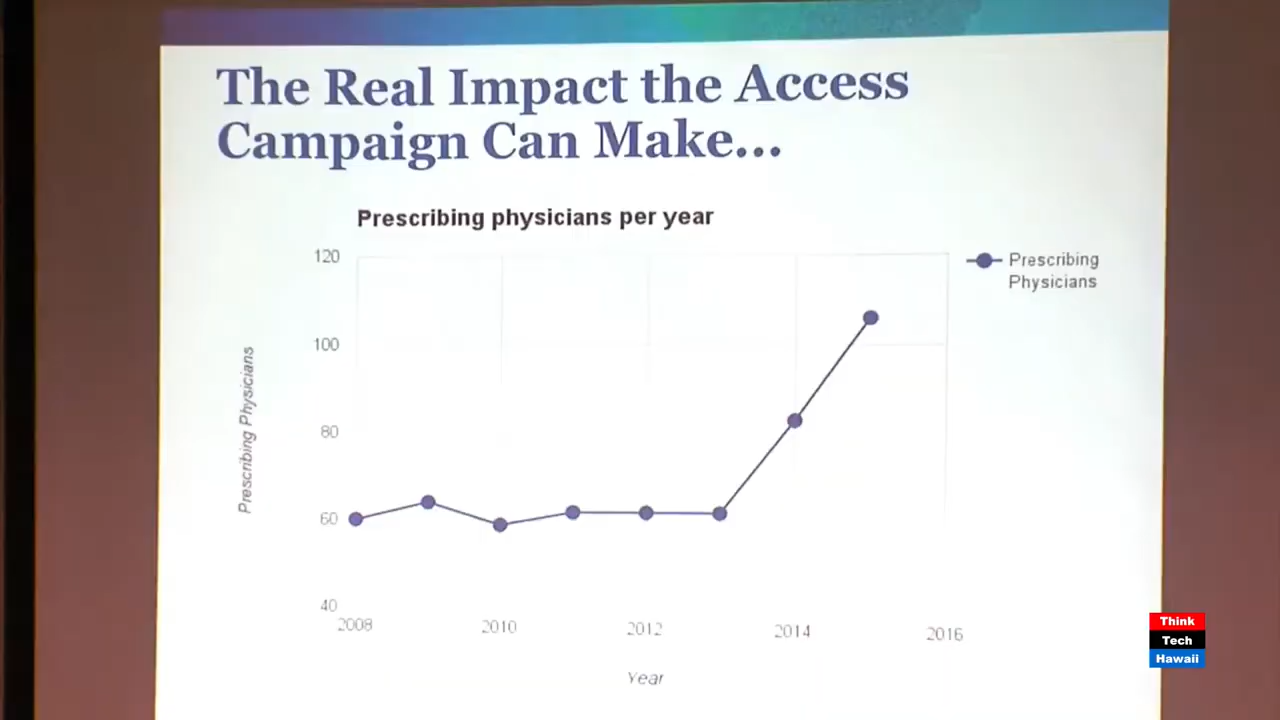 The Real Impact the Access
Campaign Can Make...
Prescribing physicians per year
120
100
80
60
40
Prescribing Physicians
2008
2010
2012
2014
2016
Year
Prescribing
Physicians
Think
Tech
Hawaii